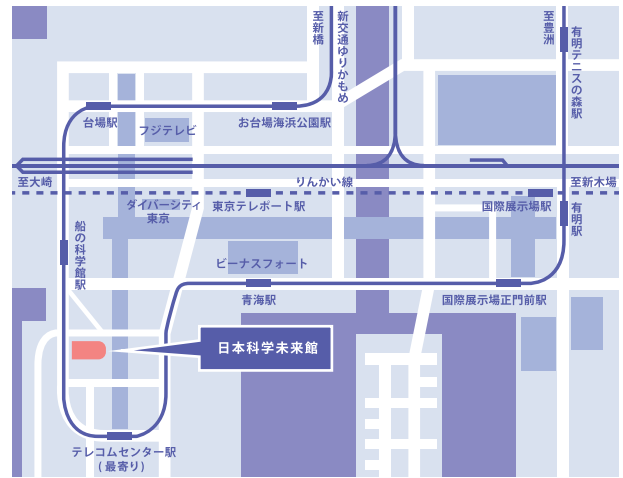 至新橋
新交通ゆりかもめ
至豊洲
有明テニスの森駅
台場駅
フジテレビ
お台場海浜公園駅
至大崎
りんかい線
至新木場
ダイバーシティ
東京
東京テレポート駅
国際展示場駅
有明駅
船の科学館駅
ビーナスフォート
青海駅
国際展示場正門前駅
日本科学未来館
テレコムセンター駅
(最寄り)